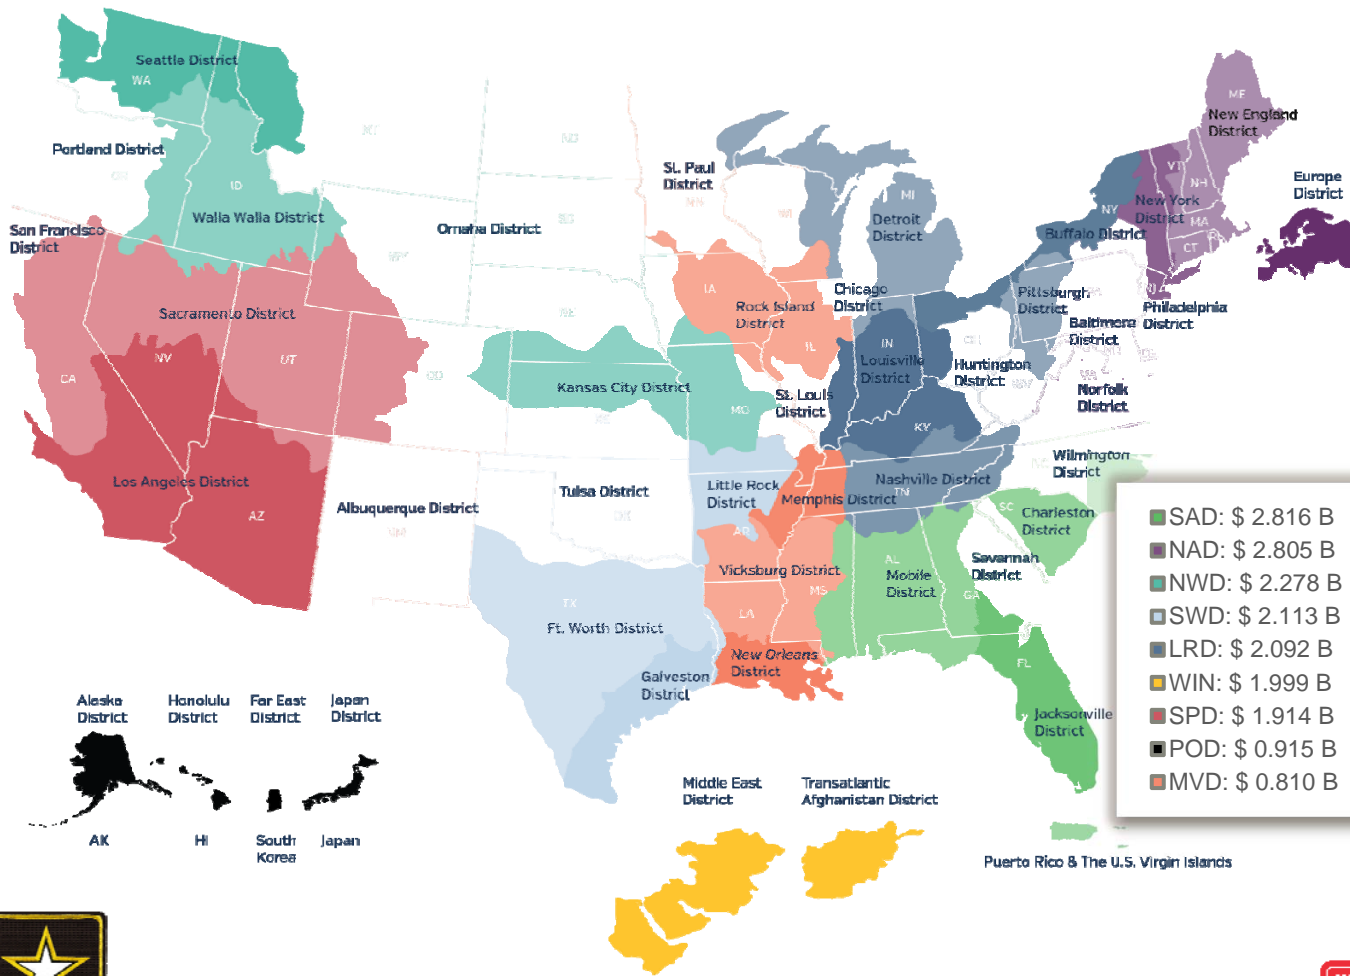 Seattle District
WA
Portland District
ID
Walla Walla District
San Francisco
District
Sacramento District
NV
UT
CA
Los Angeles District
AZ
MT
ND
Omaha District
St. Paul
District
MN
WI
NE
CO
Kansas City District
MO
IA
Rock Island
District
IL
St. Louis
District
Chicago
District
Detroit
District
MI
IN
Louisville
District
KY
Huntington
District
Pittsburgh
District
Buffalo District
NY
New York
District
VT
NH
MA
CT
ME
New England
District
NJ
Philadelphia
District
Baltimore
District
Norfolk
District
Europe
District
Albuquerque District
Tulsa District
Little Rock
District
AR
Memphis District
Nashville District
TN
Wilmington
District
SC
Charleston
District
Savannah
District
GA
AL
Mobile
District
MS
Vicksburg District
LA
New Orleans
District
TX
Ft. Worth District
Galveston
District
FL
Jacksonville
District
SAD: $ 2.816 B
NAD: $ 2.805 B
NWD: $ 2.278 B
SWD: $ 2.113 B
LRD: $ 2.092 B
WIN: $ 1.999 B
SPD: $ 1.914 B
POD: $ 0.915 B
MVD: $ 0.810 B
Alaska
District
Honolulu
District
Far East
District
Japan
District
AK
HI
South
Korea
Japan
Middle East
District
Transatlantic
Afghanistan District
Puerto Rico & The U.S. Virgin Islands